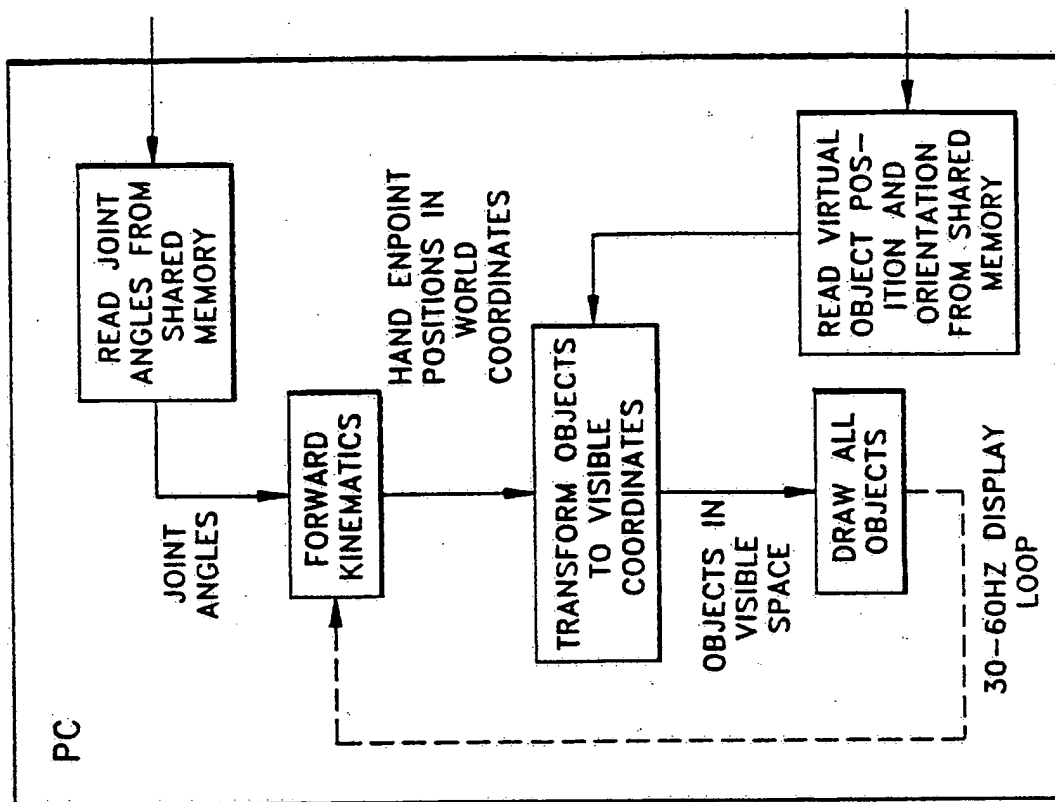 PC
READ JOINT
ANGLES FROM
SHARED
MEMORY
JOINT
ANGLES
FORWARD
KINEMATICS
HAND ENPOINT
POSITIONS IN
WORLD
COORDINATES
TRANSFORM OBJECTS
TO VISIBLE
COORDINATES
READ VIRTUAL
OBJECT POS-
ITION AND
ORIENTATION
FROM SHARED
MEMORY
OBJECTS IN
VISIBLE
SPACE
DRAW ALL
OBJECTS
30-60HZ DISPLAY
LOOP